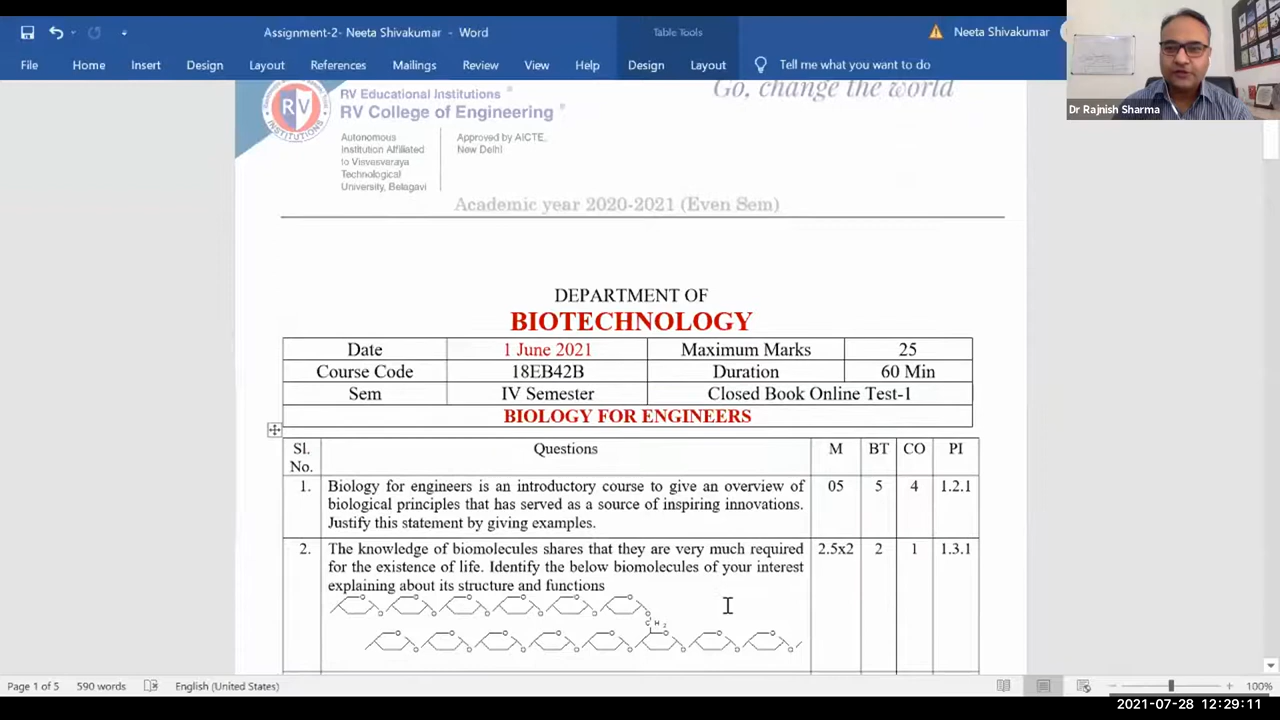 Assignment-2- Neeta Shivakumar - Word
Table Tools
Neeta Shivakumar
File Home Insert Design Layout References Mailings Review View Help Design Layout Tell me what you want to do
Dr Rajnish Sharma
RV
INSTITUTIONS
RV Educational Institutions
RV College of Engineering
Go, change the world
Autonomous
Institution Affiliated
to Visvesvaraya
Technological
University, Belagavi
Approved by AICTE,
New Delhi
Academic year 2020-2021 (Even Sem)
DEPARTMENT OF
BIOTECHNOLOGY
Date 1 June 2021 Maximum Marks 25
Course Code 18EB42B Duration 60 Min
Sem IV Semester Closed Book Online Test-1
BIOLOGY FOR ENGINEERS
Sl. No. Questions M BT CO PI
1. Biology for engineers is an introductory course to give an overview of 05 5 4 1.2.1
biological principles that has served as a source of inspiring innovations.
Justify this statement by giving examples.
2. The knowledge of biomolecules shares that they are very much required 2.5x2 2 1 1.3.1
for the existence of life. Identify the below biomolecules of your interest
explaining about its structure and functions
C H 2
Page 1 of 5 590 words English (United States) 100%
2021-07-28 12:29:11